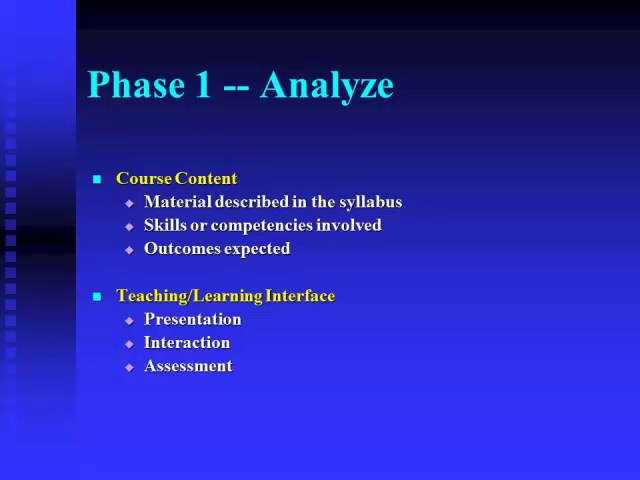 Phase 1 -- Analyze
Course Content
Material described in the syllabus
Skills or competencies involved
Outcomes expected
Teaching/Learning Interface
Presentation
Interaction
Assessment